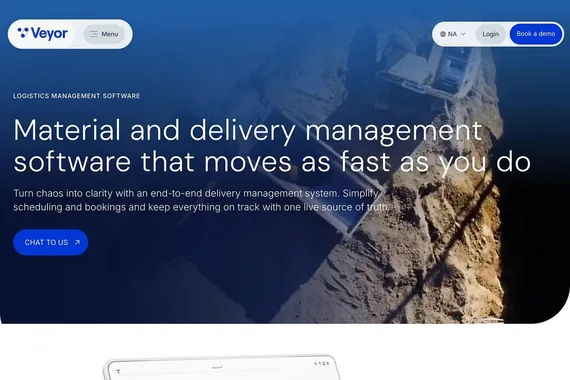 Veyor
Menu
NA
Login
Book a demo
LOGISTICS MANAGEMENT SOFTWARE
Material and delivery management
software that moves as fast as you do
Turn chaos into clarity with an end-to-end delivery management system. Simplify
scheduling and bookings and keep everything on track with one live source of truth.
CHAT TO US